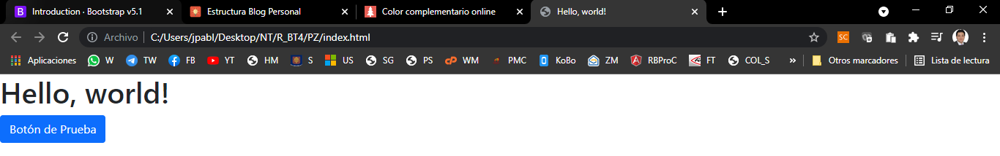 Introduction · Bootstrap v5.1
Estructura Blog Personal
Color complementario online
Hello, world!
Archivo
C:/Users/jpabl/Desktop/NT/R_BT4/PZ/index.html
SC
Aplicaciones
W
TW
FB
YT
HM
S
US
SG
PS
WM
PMC
KoBo
ZM
RBProC
FT
COL_S
»
Otros marcadores
Lista de lectura
Hello, world!
Botón de Prueba